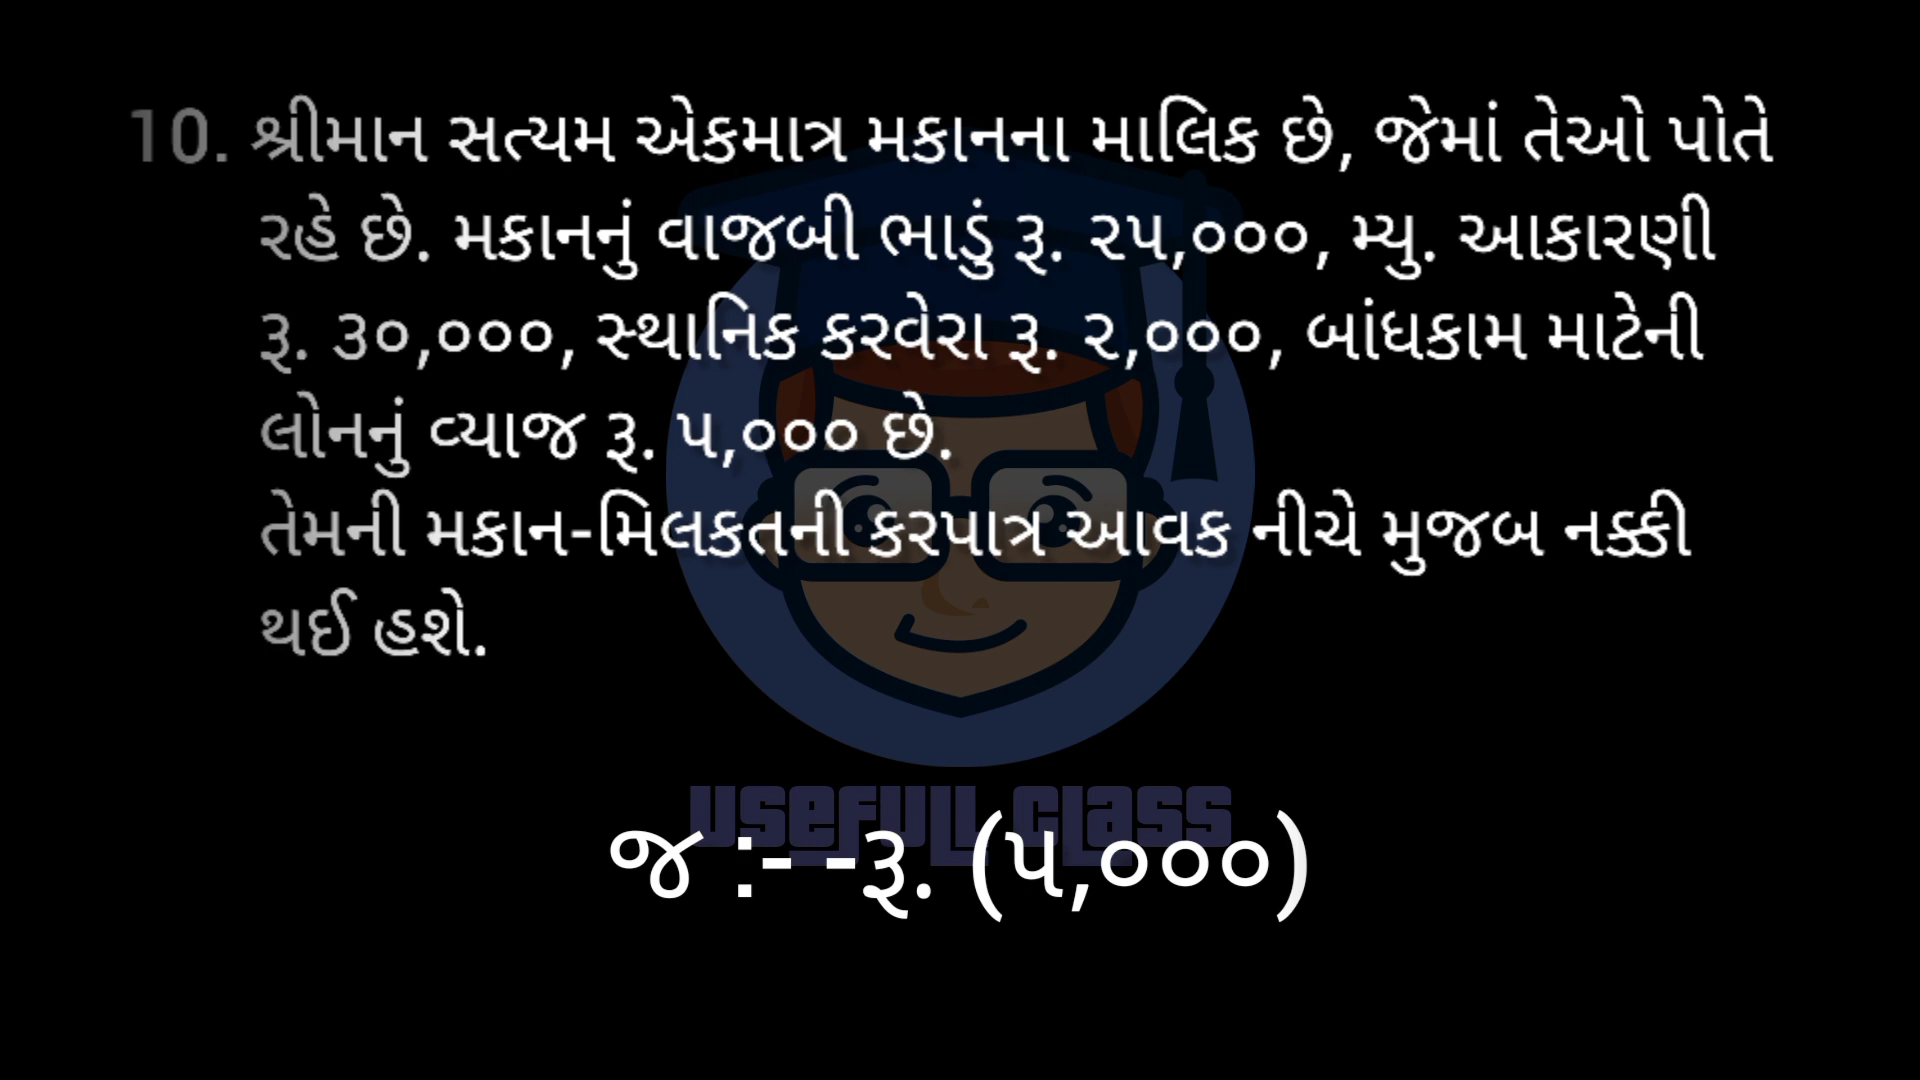 10. શ્રીમાન સત્યમ એકમાત્ર મકાનના માલિક છે, જેમાં તેઓ પોતે
રહે છે. મકાનનું વાજબી ભાડું રૂ. ૨૫,૦૦૦, મ્યુ. આકારણી
રૂ. ૩૦,૦૦૦, સ્થાનિક કરવેરા રૂ. ૨,૦૦૦, બાંધકામ માટેની
લોનનું વ્યાજ રૂ. ૫,૦૦૦ છે.
તેમની મકાન-મિલકતની કરપાત્ર આવક નીચે મુજબ નક્કી
થઈ હશે.
USEFULL CLASS
જ :- -રૂ. (૫,૦૦૦)